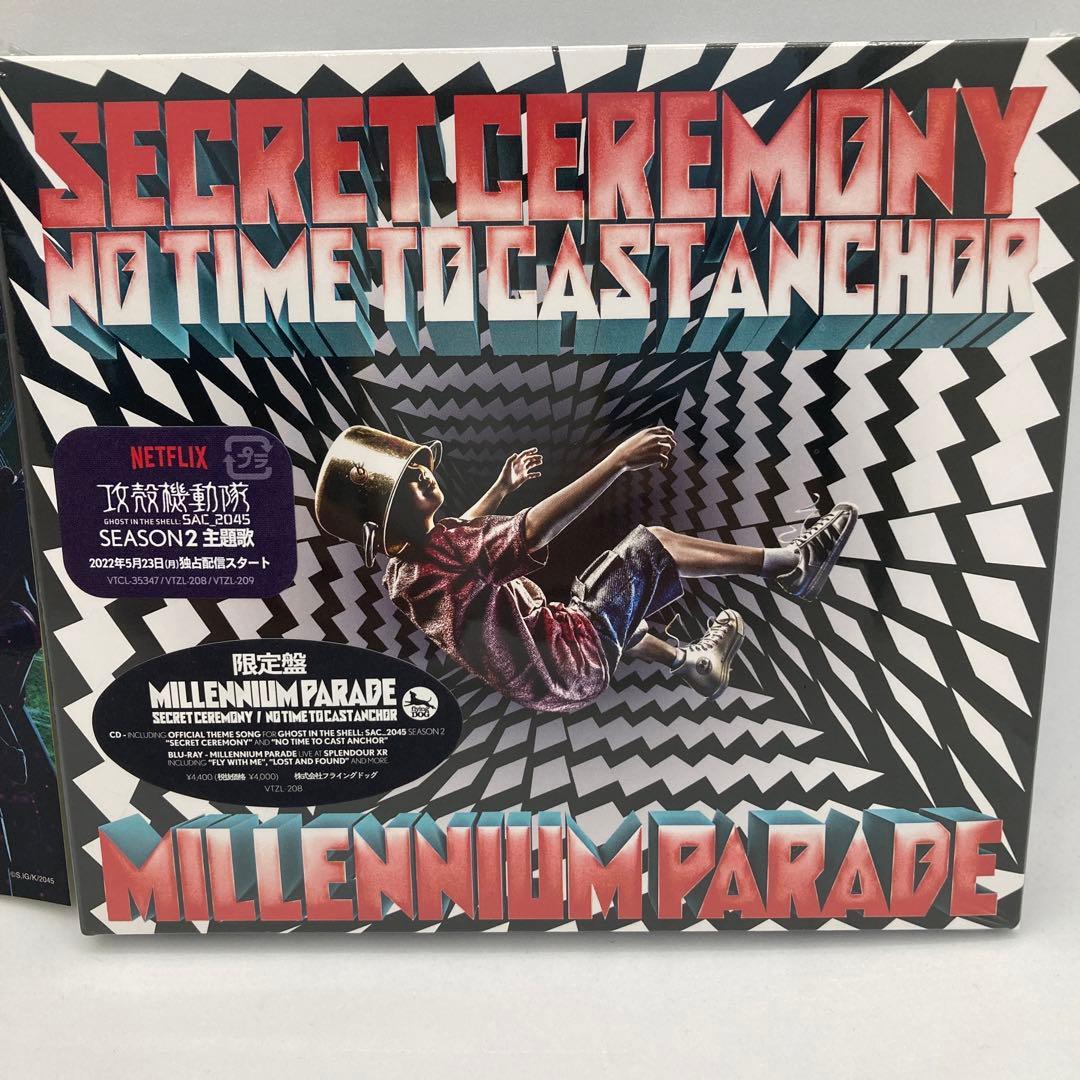 SECRET CEREMONY
NO TIME TO CAST ANCHOR
NETFLIX
プラ
攻殻機動隊
GHOST IN THE SHELL: SAC_2045
SEASON 2 主題歌
2022年5月23日(月)独占配信スタート
VTCL-35347 / VTZL-208 / VTZL-209
限定盤
MILLENNIUM PARADE
SECRET CEREMONY / NO TIME TO CAST ANCHOR
flying DOG
CD - INCLUDING OFFICIAL THEME SONG FOR GHOST IN THE SHELL: SAC_2045 SEASON 2
"SECRET CEREMONY" AND "NO TIME TO CAST ANCHOR"
BLU-RAY - MILLENNIUM PARADE LIVE AT SPLENDOUR XR
INCLUDING "FLY WITH ME", "LOST AND FOUND" AND MORE.
¥4,400 (税抜価格 ¥4,000) 株式会社フライングドッグ
VTZL-208
MILLENNIUM PARADE
©S.IG/K/2045